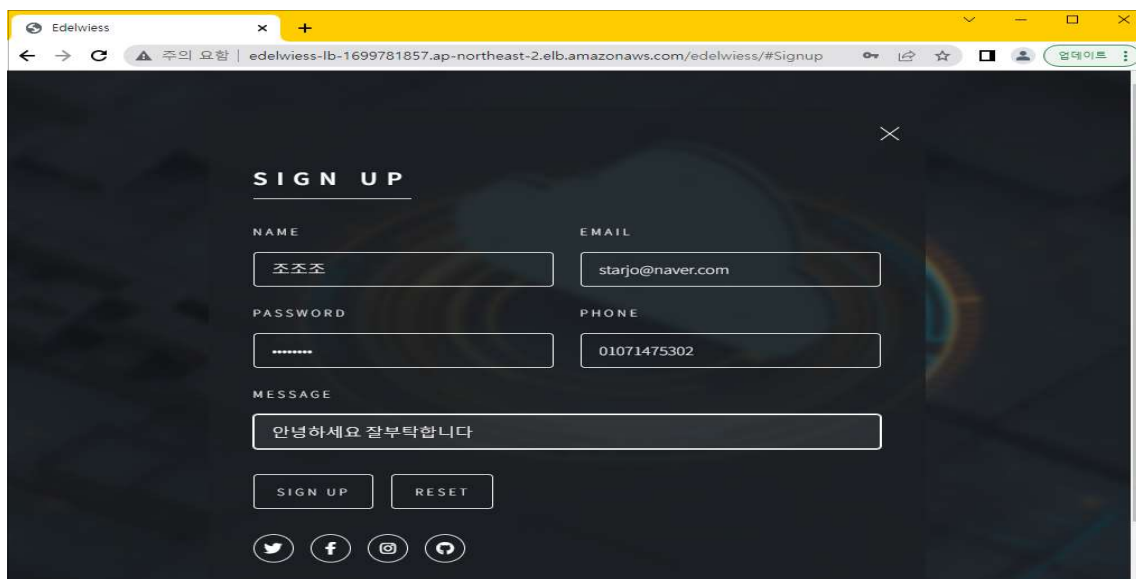 Edelwiess
주의 요함 edelwiess-lb-1699781857.ap-northeast-2.elb.amazonaws.com/edelwiess/#Signup 업데이트
SIGN UP
NAME EMAIL
조조조 starjo@naver.com
PASSWORD PHONE
•••••••• 01071475302
MESSAGE
안녕하세요 잘부탁합니다
SIGN UP RESET